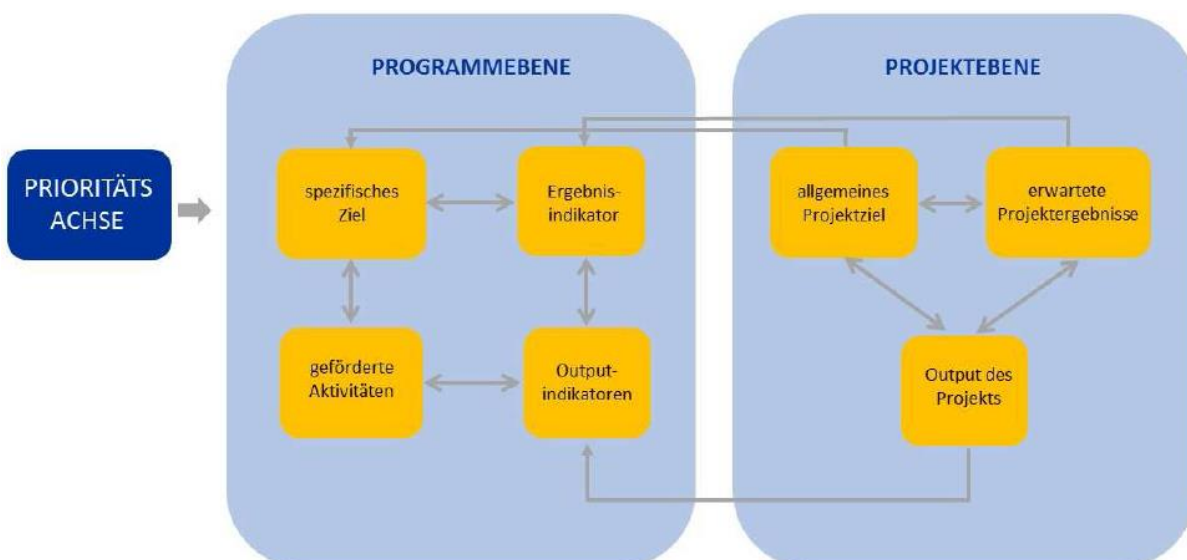 PROGRAMMEBENE
PROJEKTEBENE
PRIORITÄTS
ACHSE
spezifisches
Ziel
Ergebnis-
indikator
allgemeines
Projektziel
erwartete
Projektergebnisse
geförderte
Aktivitäten
Output-
indikatoren
Output des
Projekts